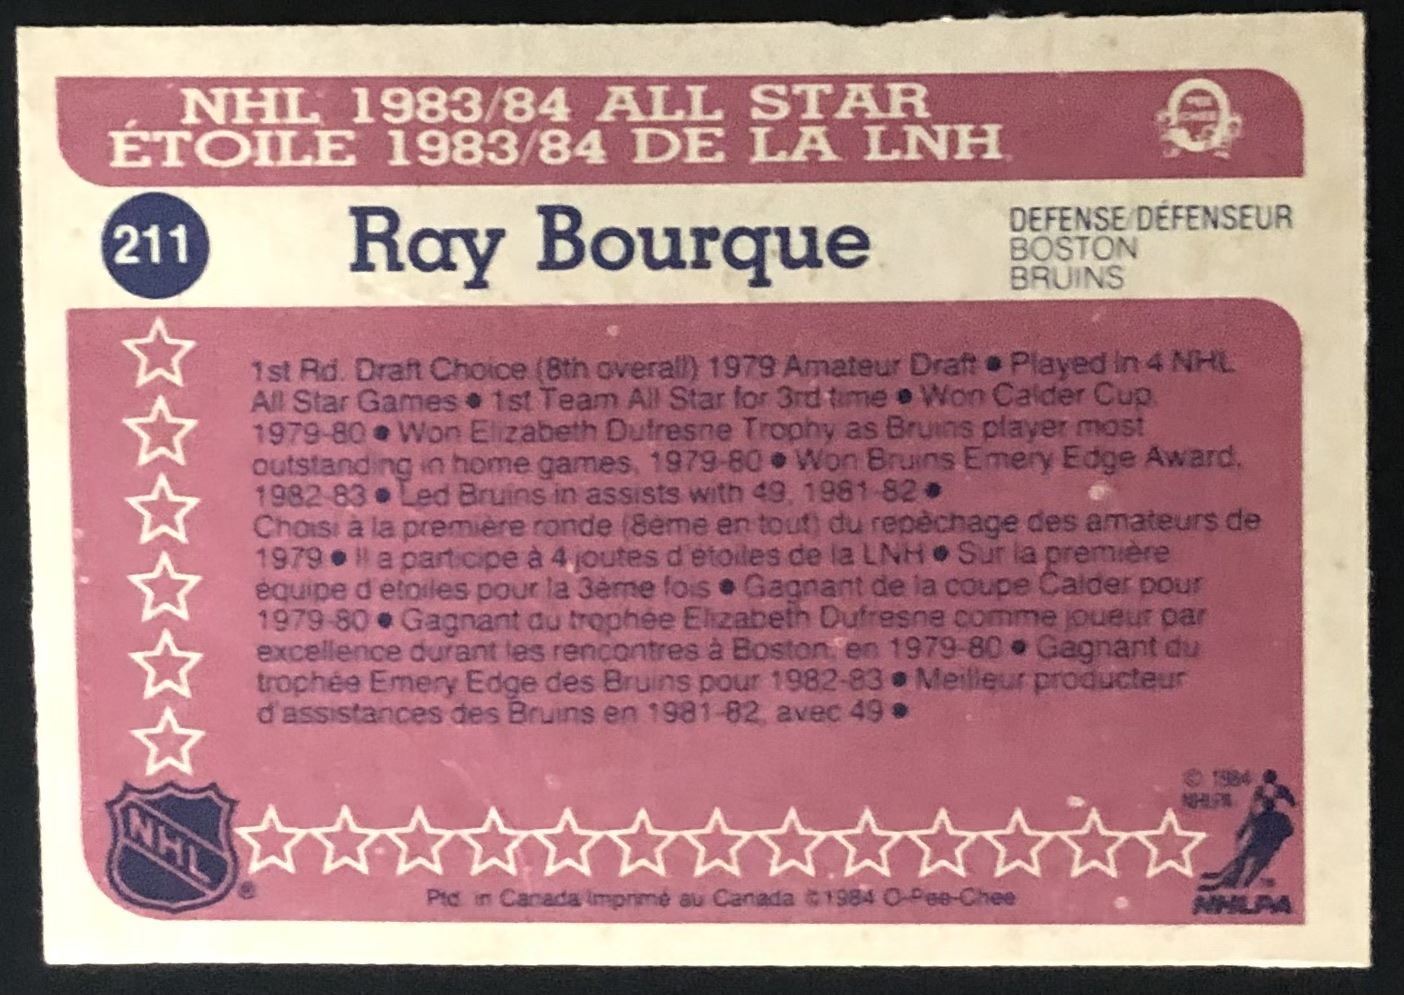 NHL 1983/84 ALL STAR
ÉTOILE 1983/84 DE LA LNH
211
Ray Bourque
DEFENSE/DÉFENSEUR
BOSTON
BRUINS
1st Rd. Draft Choice (8th overall) 1979 Amateur Draft • Played in 4 NHL
All Star Games • 1st Team All Star for 3rd time • Won Calder Cup,
1979-80 • Won Elizabeth Dufresne Trophy as Bruins player most
outstanding in home games, 1979-80 • Won Bruins Emery Edge Award,
1982-83 • Led Bruins in assists with 49, 1981-82 •
Choisi à la première ronde (8ème en tout) du repêchage des amateurs de
1979 • Il a participé à 4 joutes d'étoiles de la LNH • Sur la première
équipe d'étoiles pour la 3ème fois • Gagnant de la coupe Calder pour
1979-80 • Gagnant du trophée Elizabeth Dufresne comme joueur par
excellence durant les rencontres à Boston, en 1979-80 • Gagnant du
trophée Emery Edge des Bruins pour 1982-83 • Meilleur producteur
d'assistances des Bruins en 1981-82, avec 49 •
© 1984
NHLPA
NHL
®
Ptd. in Canada/Imprimé au Canada ©1984 O-Pee-Chee
NHLPA